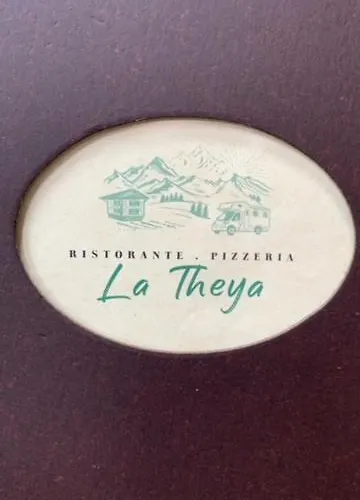 RISTORANTE . PIZZERIA
La Theya